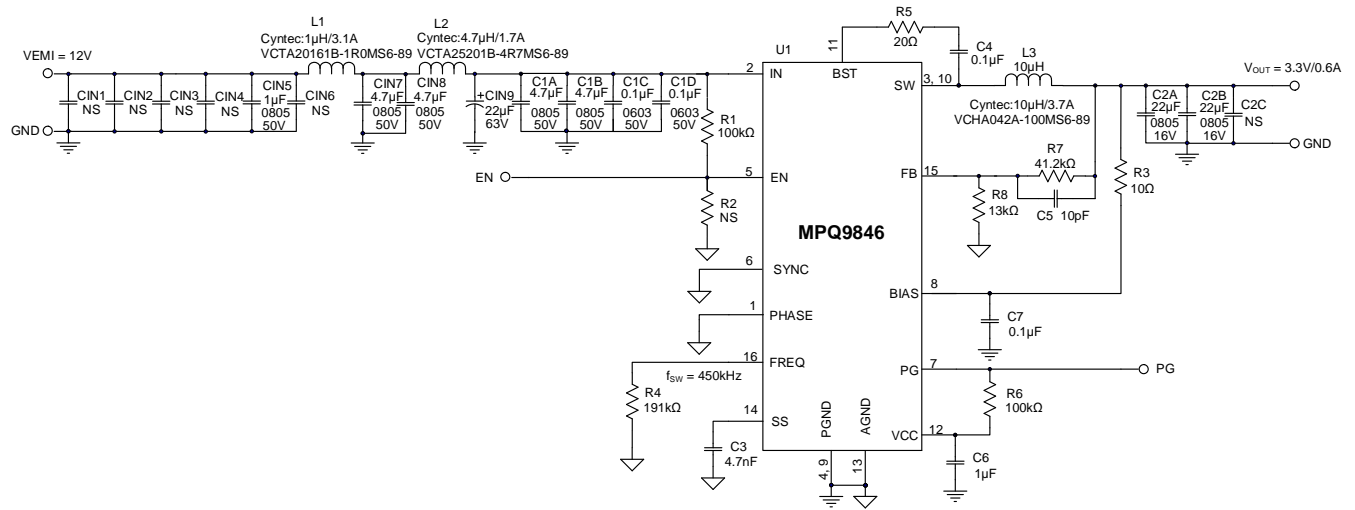 L1
Cyntec:1µH/3.1A
VCTA20161B-1R0MS6-89
L2
Cyntec:4.7µH/1.7A
VCTA25201B-4R7MS6-89
VEMI = 12V
GND
CIN1
NS
CIN2
NS
CIN3
NS
CIN4
NS
CIN5
1µF
0805
50V
CIN6
NS
CIN7
4.7µF
0805
50V
CIN8
4.7µF
0805
50V
+CIN9
22µF
63V
C1A
4.7µF
0805
50V
C1B
4.7µF
0805
50V
C1C
0.1µF
0603
50V
C1D
0.1µF
0603
50V
R1
100kΩ
EN
R2
NS
R4
191kΩ
fSW = 450kHz
C3
4.7nF
U1
MPQ9846
2
IN
5
EN
6
SYNC
1
PHASE
16
FREQ
14
SS
11
BST
SW
3, 10
FB
15
BIAS
8
PG
7
VCC
12
PGND
4, 9
AGND
13
R5
20Ω
C4
0.1µF
L3
10µH
Cyntec:10µH/3.7A
VCHA042A-100MS6-89
R7
41.2kΩ
C5
10pF
R8
13kΩ
R3
10Ω
C7
0.1µF
R6
100kΩ
C6
1µF
PG
C2A
22µF
0805
16V
C2B
22µF
0805
16V
C2C
NS
VOUT = 3.3V/0.6A
GND